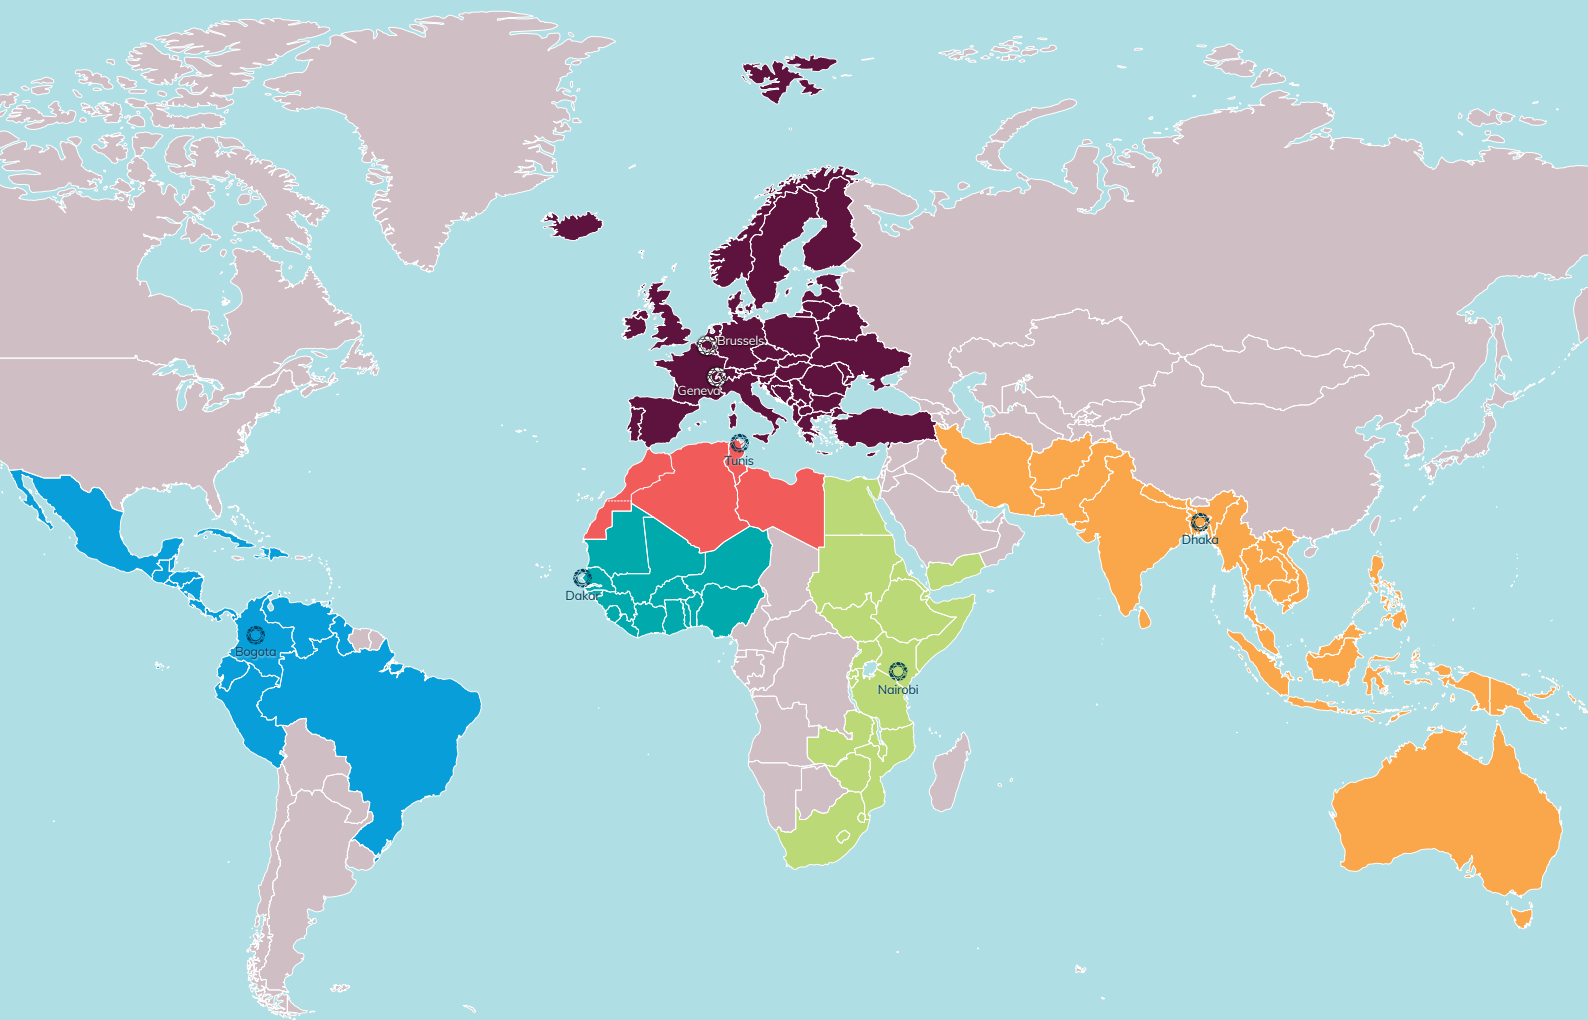 Brussels
Geneva
Tunis
Dhaka
Dakar
Bogota
Nairobi